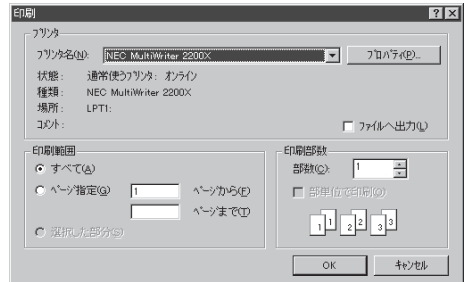 印刷
プリンタ
プリンタ名(N): NEC MultiWriter 2200X プロパティ(P)...
状態: 通常使うプリンタ: オンライン
種類: NEC MultiWriter 2200X
場所: LPT1:
コメント: ファイルへ出力(L)
印刷範囲
すべて(A)
ページ指定(G) 1 ページから(F)
ページまで(T)
選択した部分(S)
印刷部数
部数(C): 1
部単位で印刷(O)
1 1 2 2 3 3
OK キャンセル